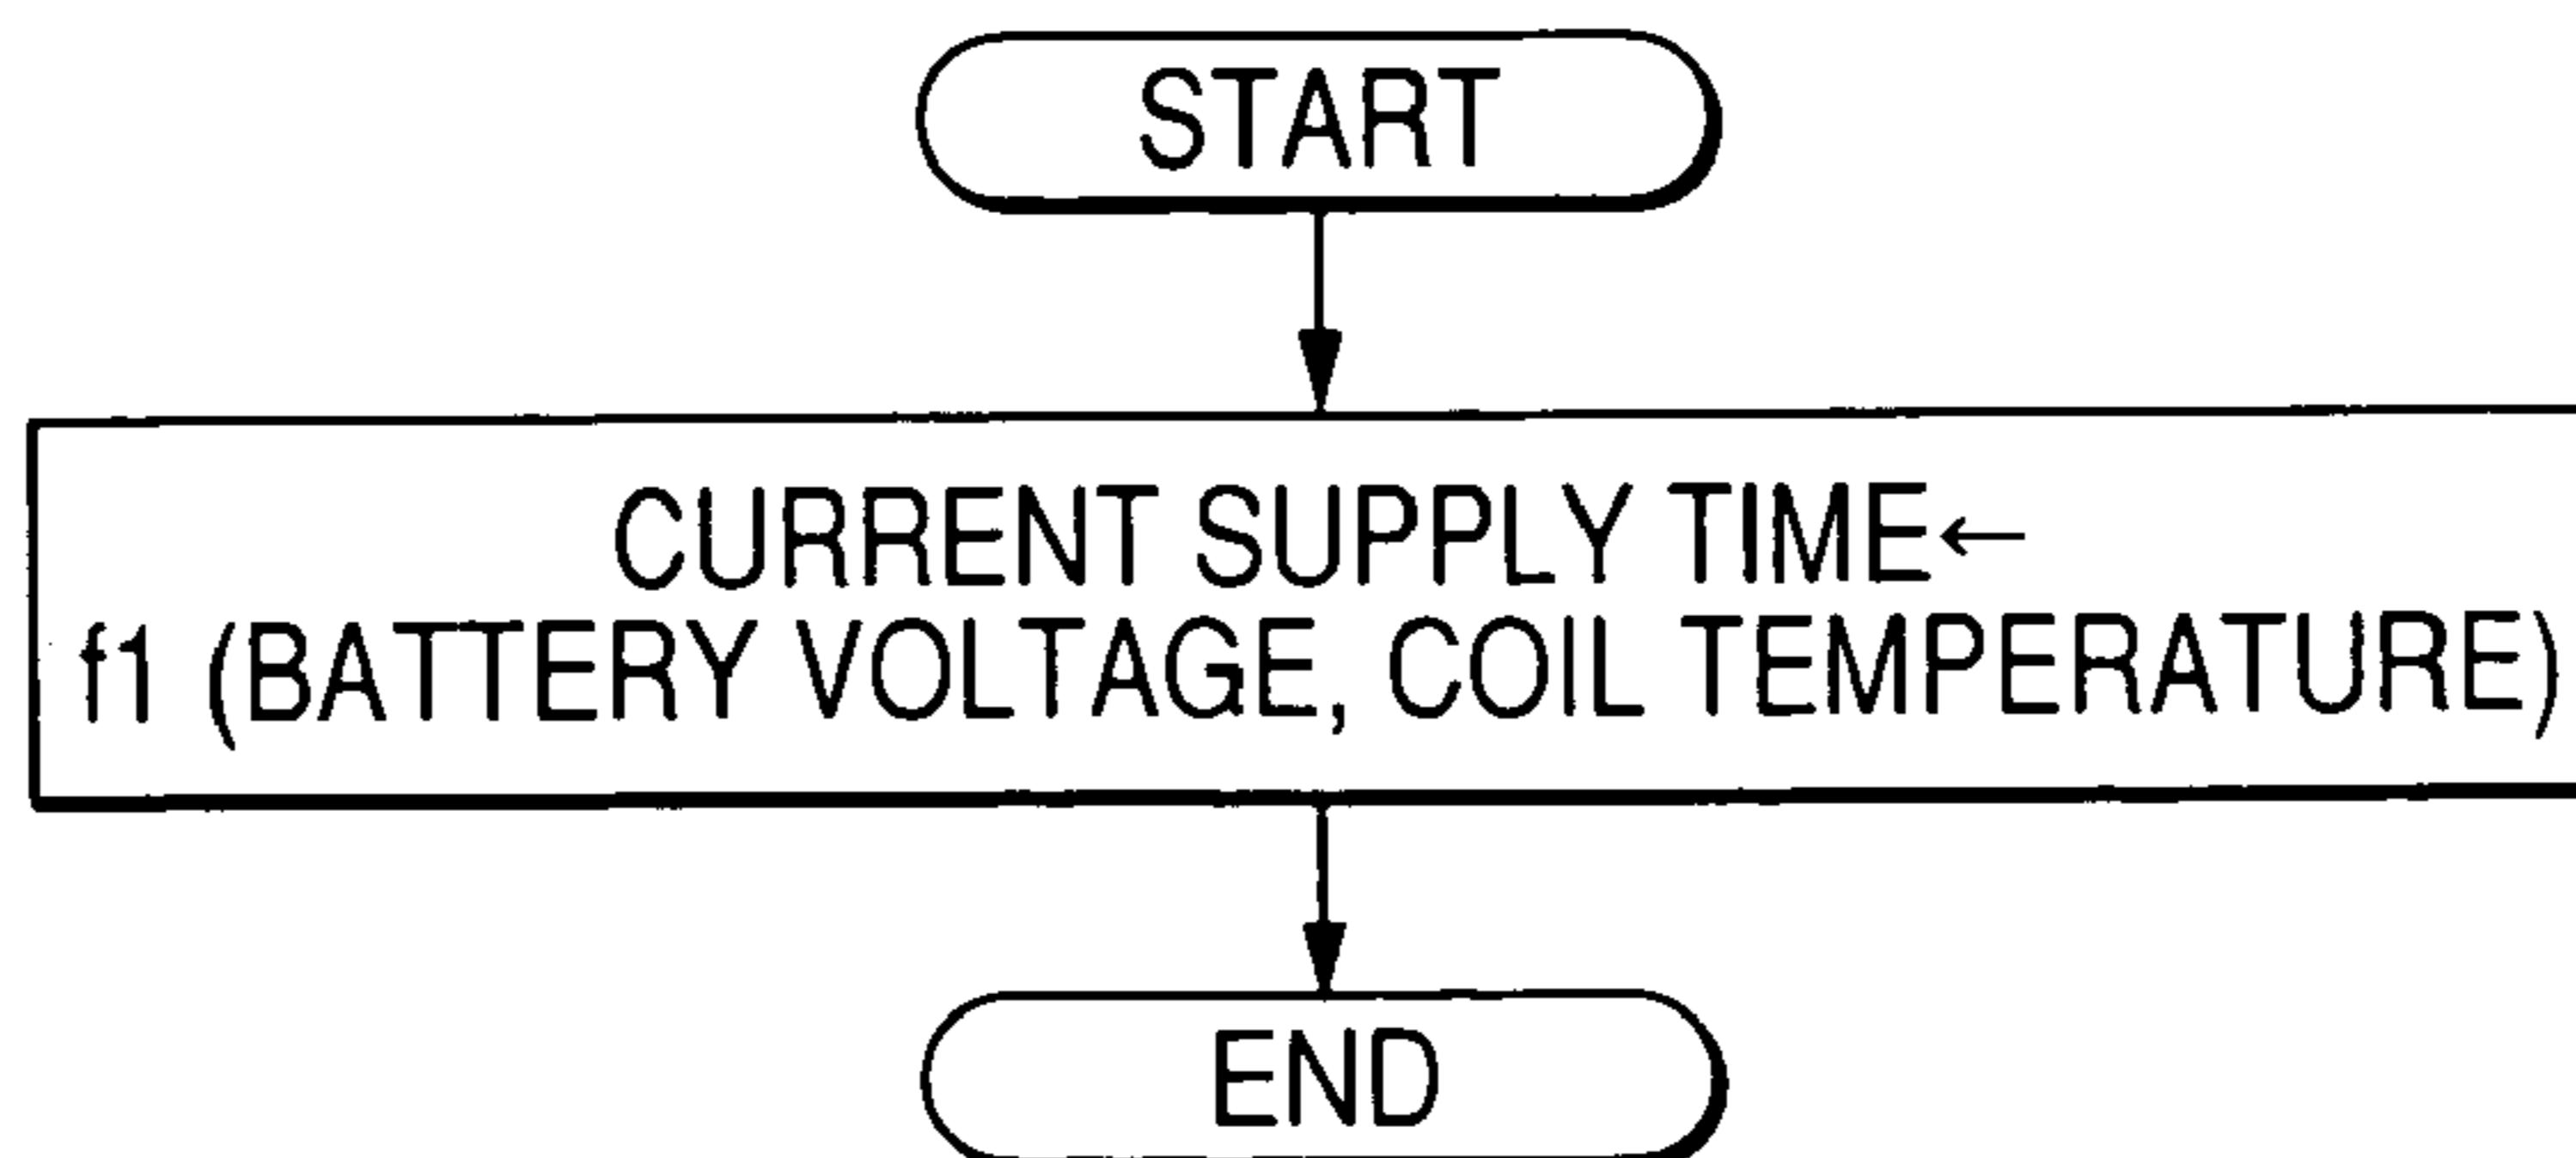 START
CURRENT SUPPLY TIME←
f1 (BATTERY VOLTAGE, COIL TEMPERATURE)
END